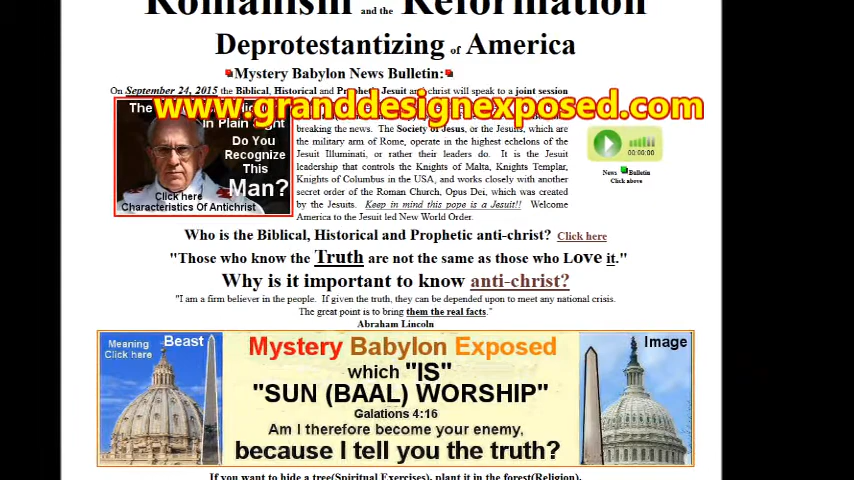 Romanism and the Reformation
Deprotestantizing of America
Mystery Babylon News Bulletin:
On September 24, 2015 the Biblical, Historical and Prophetic Jesuit antichrist will speak to a joint session
www.granddesignexposed.com
The
In Plain Sight
Do You
Recognize
This
Man?
Click here
Characteristics Of Antichrist
breaking the news. The Society of Jesus, or the Jesuits, which are
the military arm of Rome, operate in the highest echelons of the
Jesuit Illuminati, or rather their leaders do. It is the Jesuit
leadership that controls the Knights of Malta, Knights Templar,
Knights of Columbus in the USA, and works closely with another
secret order of the Roman Church, Opus Dei, which was created
by the Jesuits. Keep in mind this pope is a Jesuit!! Welcome
America to the Jesuit led New World Order.
00:00:00
News Bulletin
Click above
Who is the Biblical, Historical and Prophetic anti-christ? Click here
"Those who know the Truth are not the same as those who Love it."
Why is it important to know anti-christ?
"I am a firm believer in the people. If given the truth, they can be depended upon to meet any national crisis.
The great point is to bring them the real facts."
Abraham Lincoln
Meaning
Click here
Beast
Mystery Babylon Exposed
which "IS"
"SUN (BAAL) WORSHIP"
Galations 4:16
Am I therefore become your enemy,
because I tell you the truth?
Image
If you want to hide a tree(Spiritual Exercises), plant it in the forest(Religion).